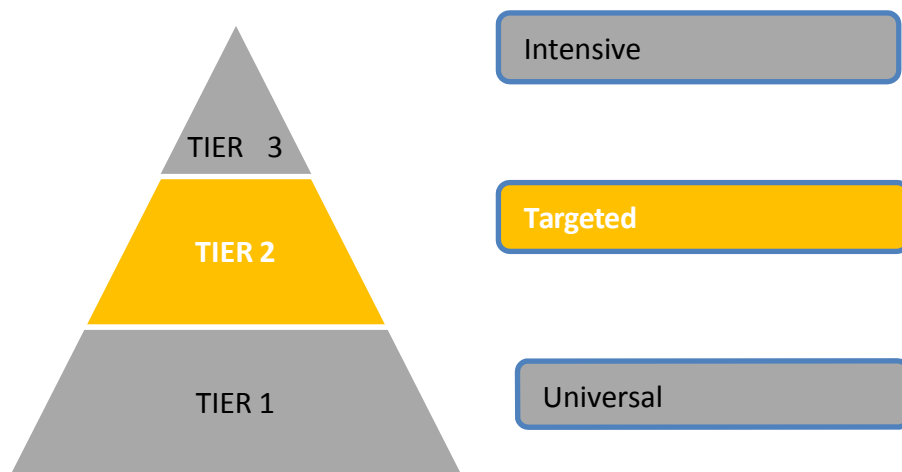 Intensive
TIER 3
Targeted
TIER 2
Universal
TIER 1